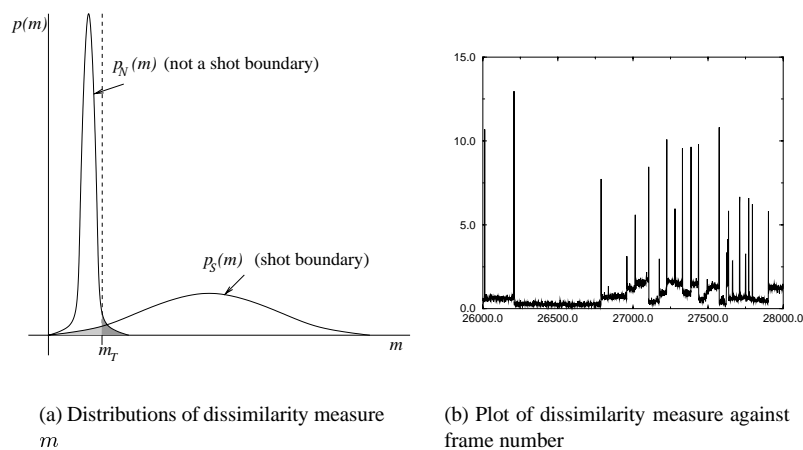 p(m)
p_N(m) (not a shot boundary)
p_S(m) (shot boundary)
m_T
m
15.0
10.0
5.0
0.0
26000.0 26500.0 27000.0 27500.0 28000.0
(a) Distributions of dissimilarity measure
m
(b) Plot of dissimilarity measure against
frame number